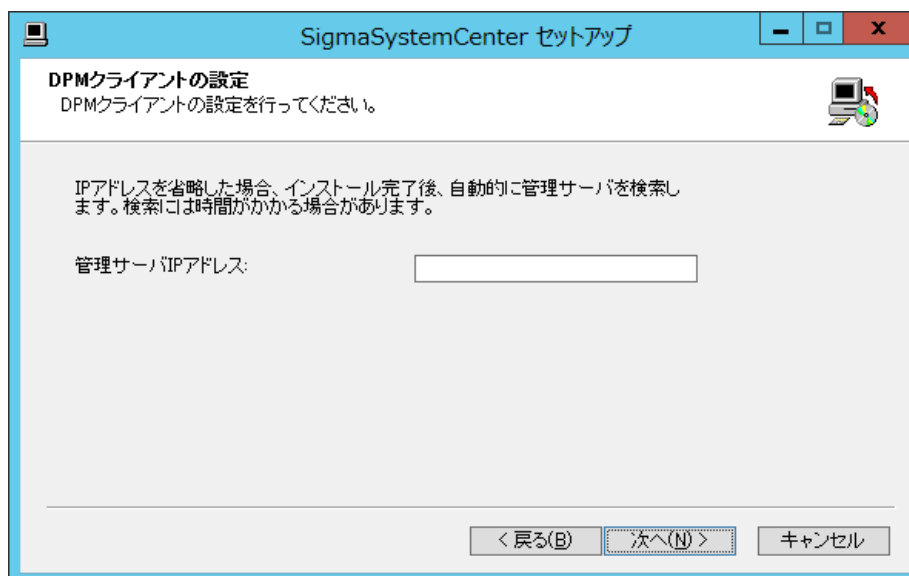 SigmaSystemCenter セットアップ
DPMクライアントの設定
DPMクライアントの設定を行ってください。
IPアドレスを省略した場合、インストール完了後、自動的に管理サーバを検索し
ます。検索には時間がかかる場合があります。
管理サーバIPアドレス:
< 戻る(B)
次へ(N) >
キャンセル